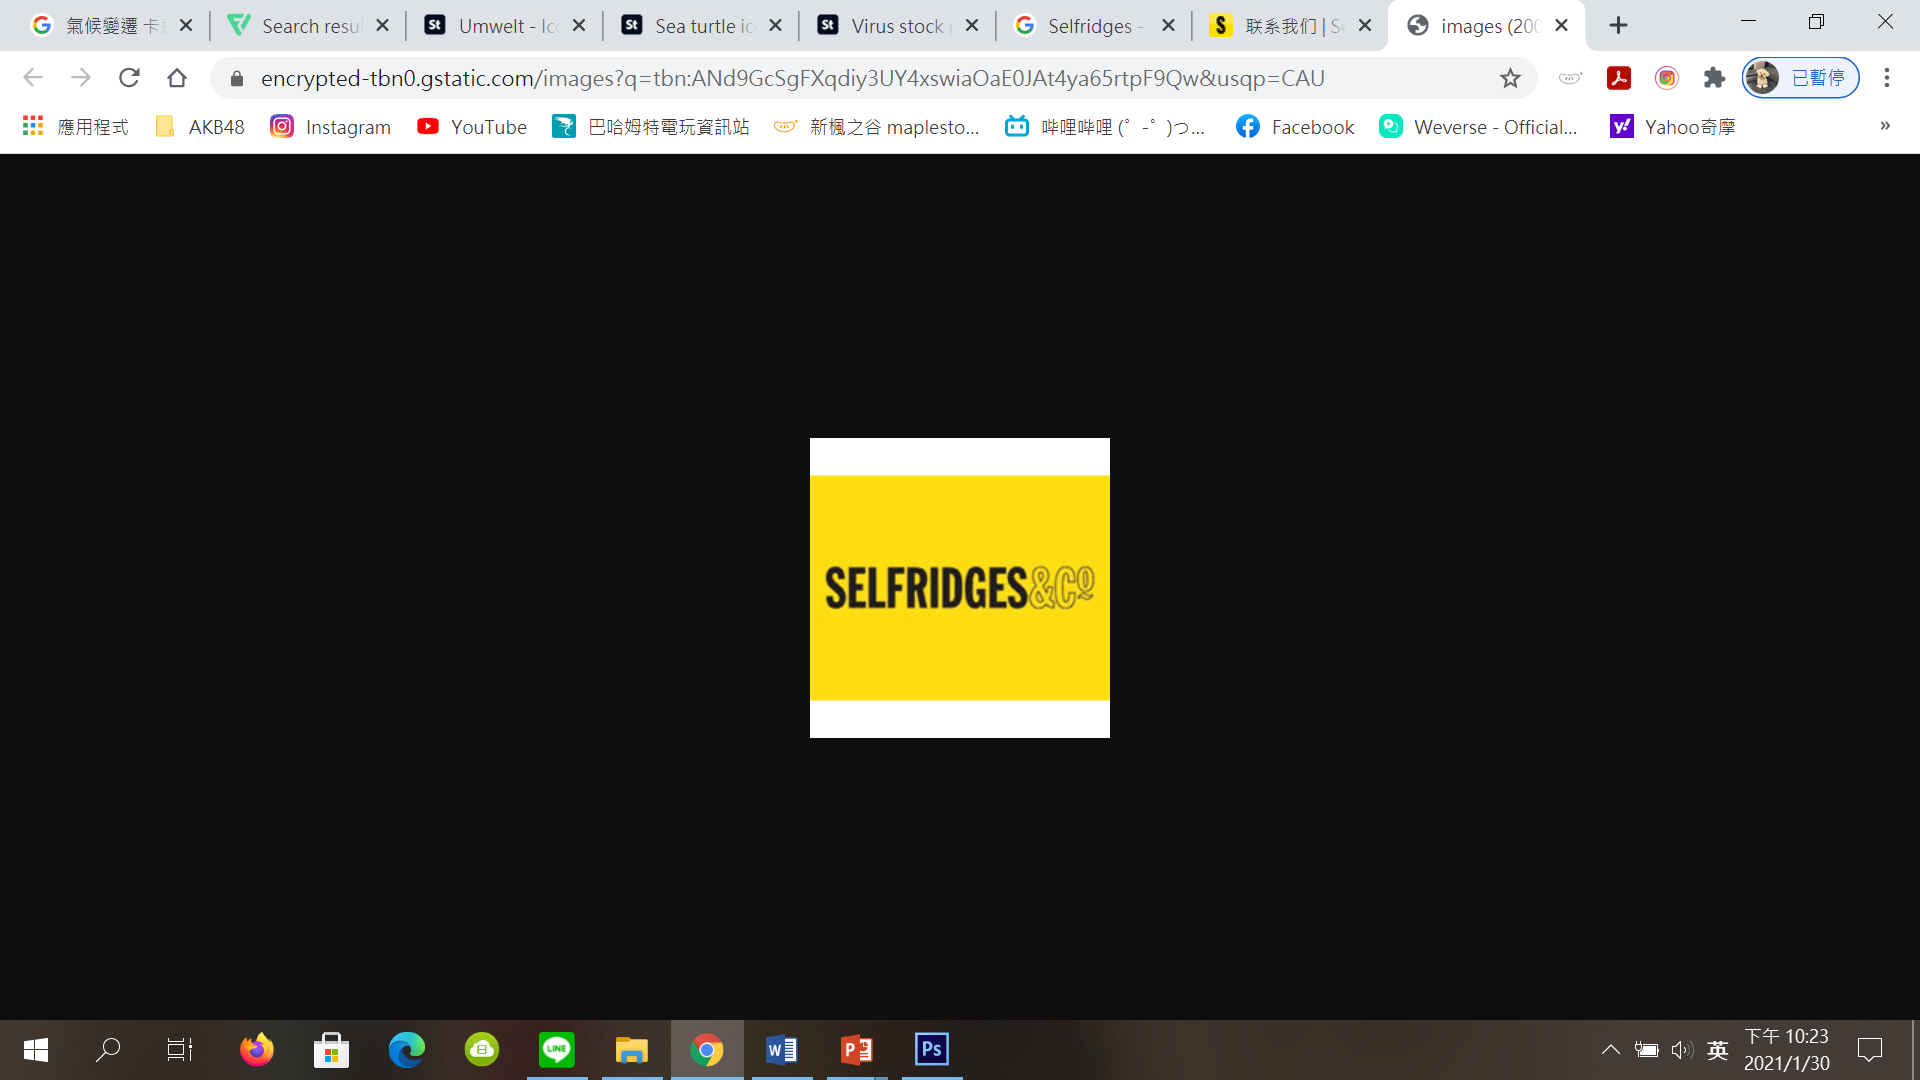 氣候變遷 卡
Search resu
Umwelt - Ic
Sea turtle ic
Virus stock
Selfridges -
联系我们 | Se
images (200
encrypted-tbn0.gstatic.com/images?q=tbn:ANd9GcSgFXqdiy3UY4xswiaOaE0JAt4ya65rtpF9Qw&usqp=CAU
已暫停
應用程式
AKB48
Instagram
YouTube
巴哈姆特電玩資訊站
新楓之谷 maplesto...
哔哩哔哩 (゜-゜)つ...
Facebook
Weverse - Official...
Yahoo奇摩
»
SELFRIDGES&Cº
英
下午 10:23
2021/1/30